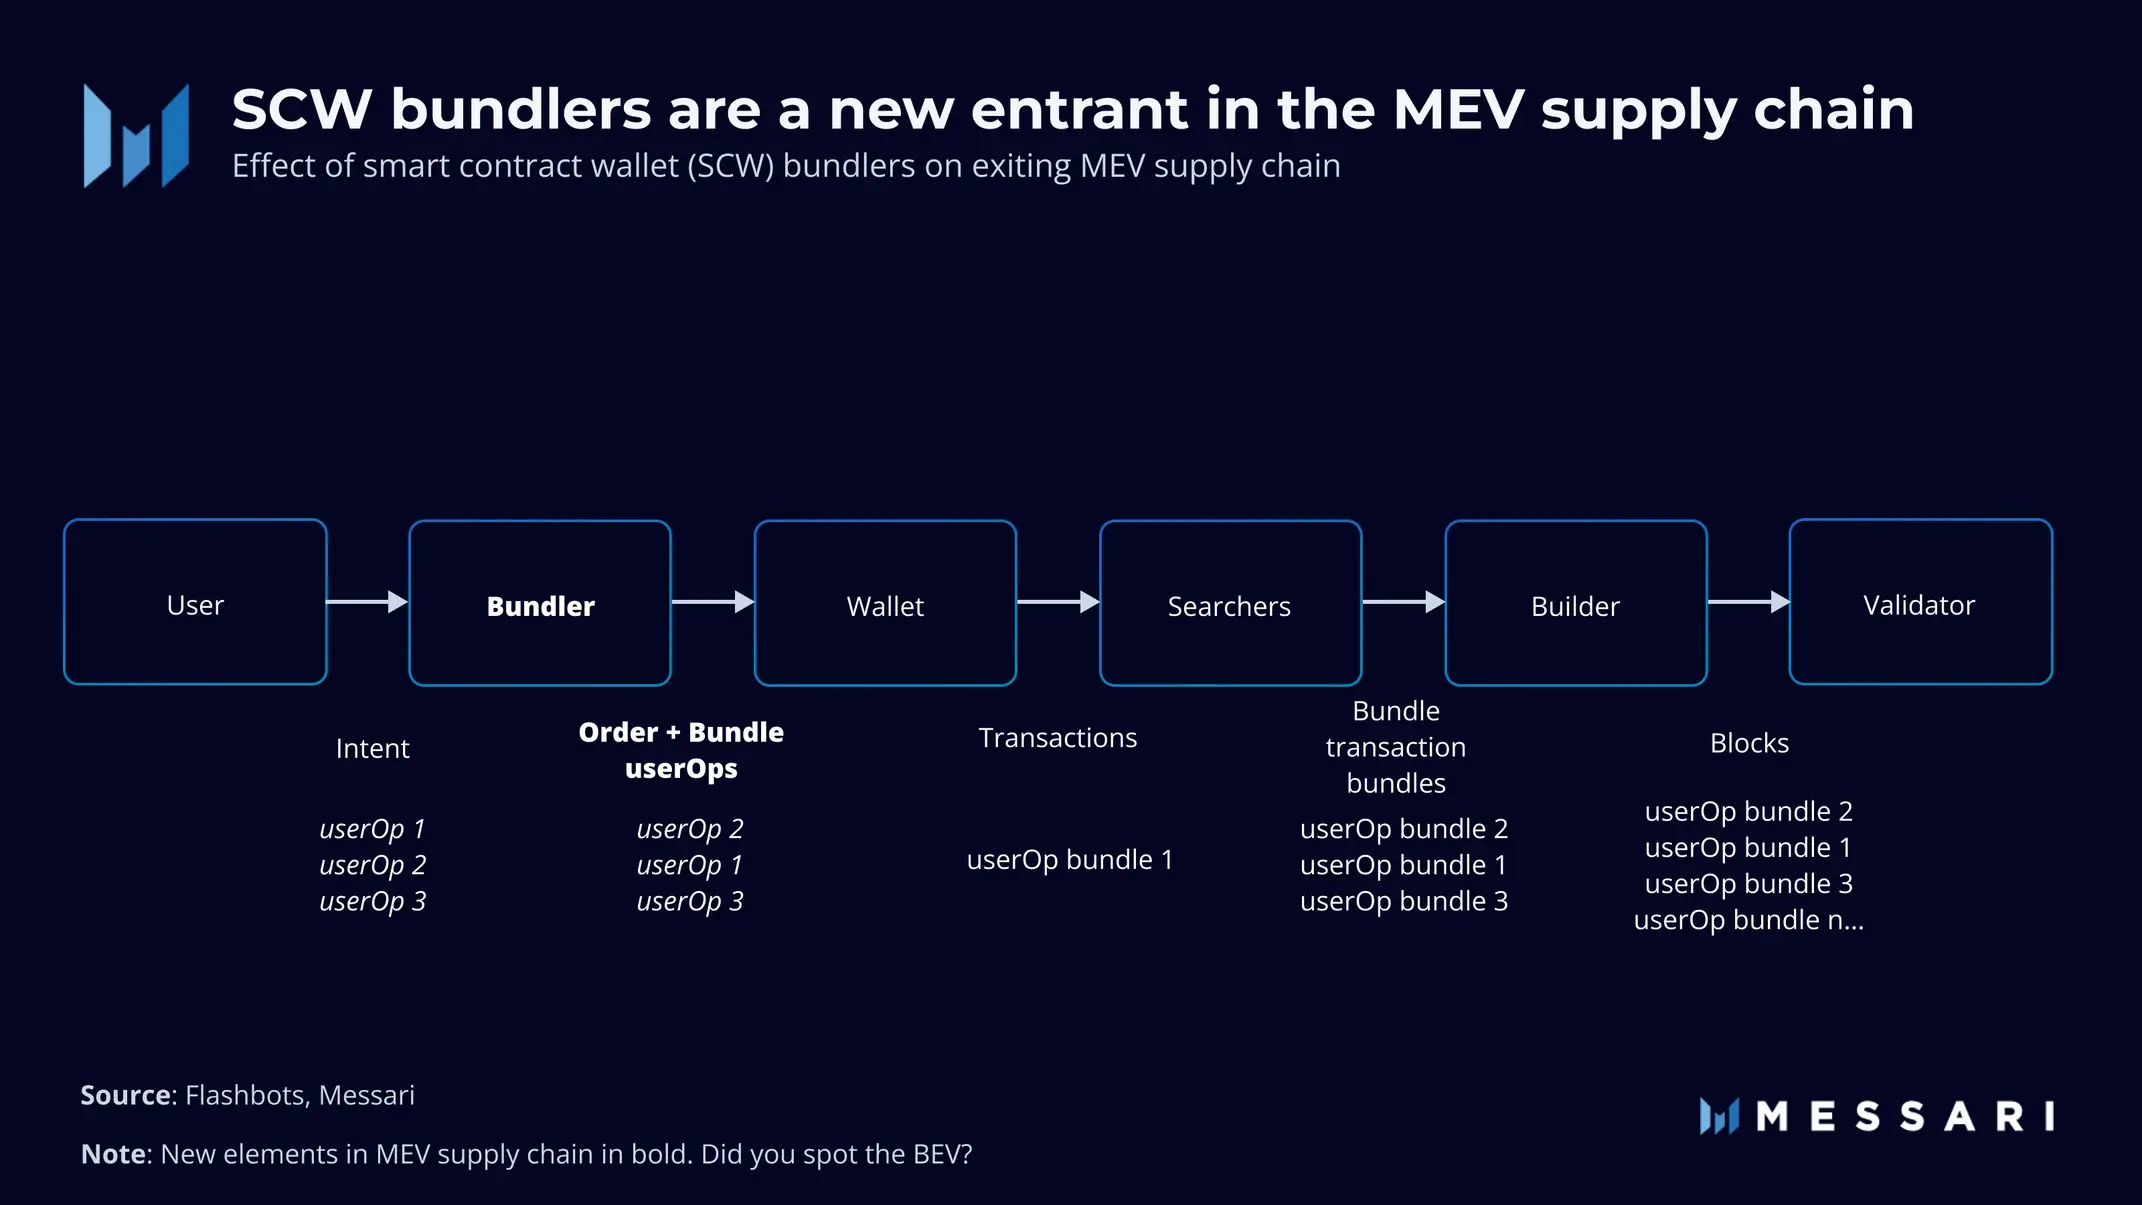 SCW bundlers are a new entrant in the MEV supply chain
Effect of smart contract wallet (SCW) bundlers on exiting MEV supply chain
User
Bundler
Wallet
Searchers
Builder
Validator
Intent
userOp 1
userOp 2
userOp 3
Order + Bundle
userOps
userOp 2
userOp 1
userOp 3
Transactions
userOp bundle 1
Bundle
transaction
bundles
userOp bundle 2
userOp bundle 1
userOp bundle 3
Blocks
userOp bundle 2
userOp bundle 1
userOp bundle 3
userOp bundle n...
Source: Flashbots, Messari
Note: New elements in MEV supply chain in bold. Did you spot the BEV?
MESSARI